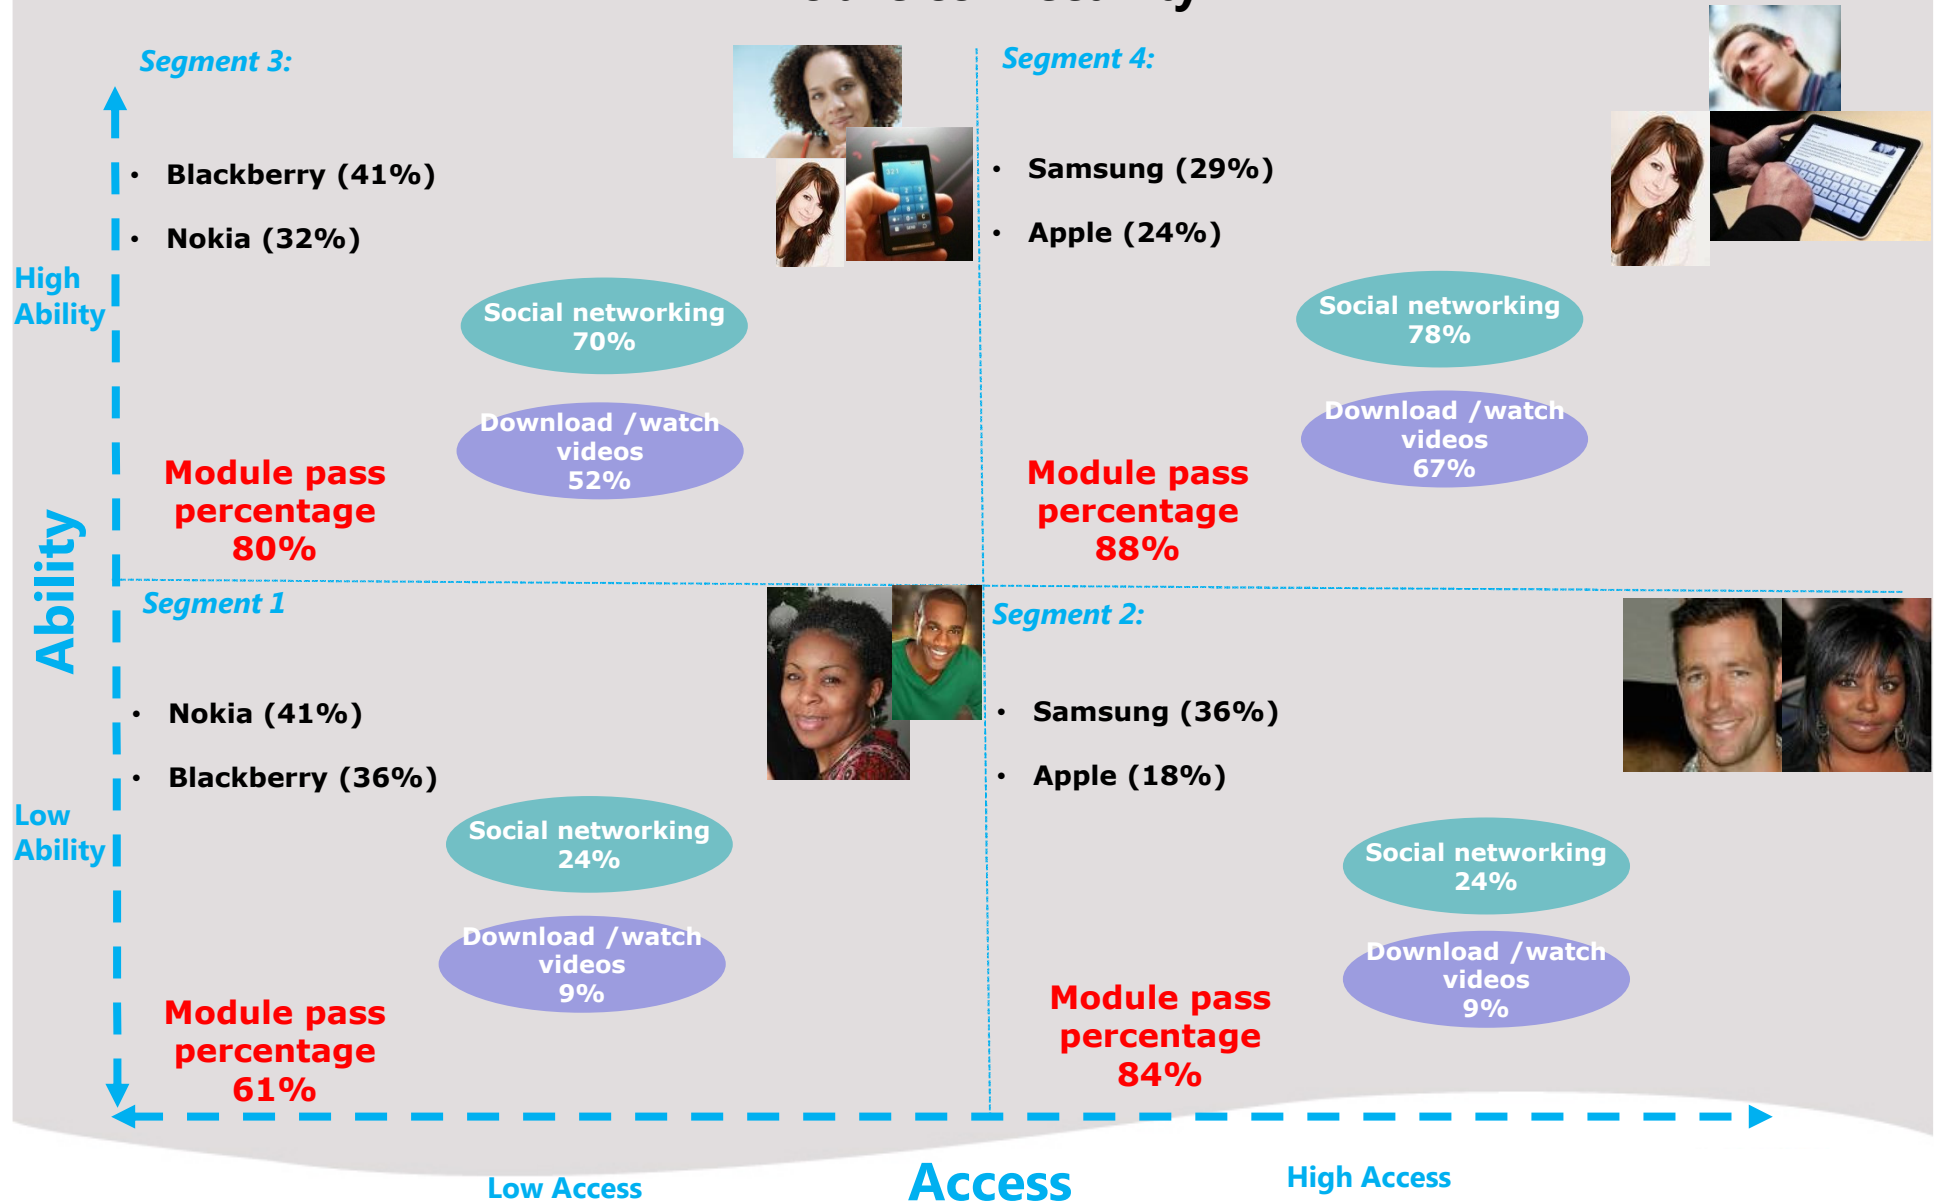 Segment 3:
• Blackberry (41%)
• Nokia (32%)
Social networking
70%
Download /watch
videos
52%
Module pass
percentage
80%
Segment 4:
• Samsung (29%)
• Apple (24%)
Social networking
78%
Download /watch
videos
67%
Module pass
percentage
88%
High
Ability
Ability
Low
Ability
Segment 1
• Nokia (41%)
• Blackberry (36%)
Social networking
24%
Download /watch
videos
9%
Module pass
percentage
61%
Segment 2:
• Samsung (36%)
• Apple (18%)
Social networking
24%
Download /watch
videos
9%
Module pass
percentage
84%
Low Access
Access
High Access